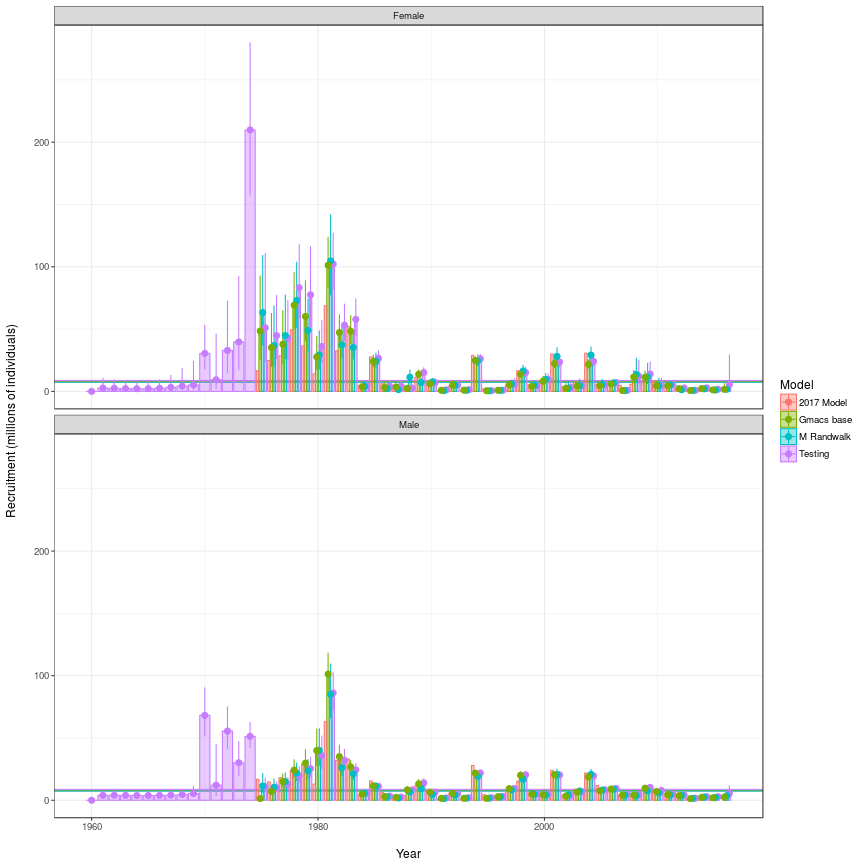 Female
200
100
0
Male
200
100
0
1960
1980
2000
Year
Recruitment (millions of individuals)
Model
2017 Model
Gmacs base
M Randwalk
Testing